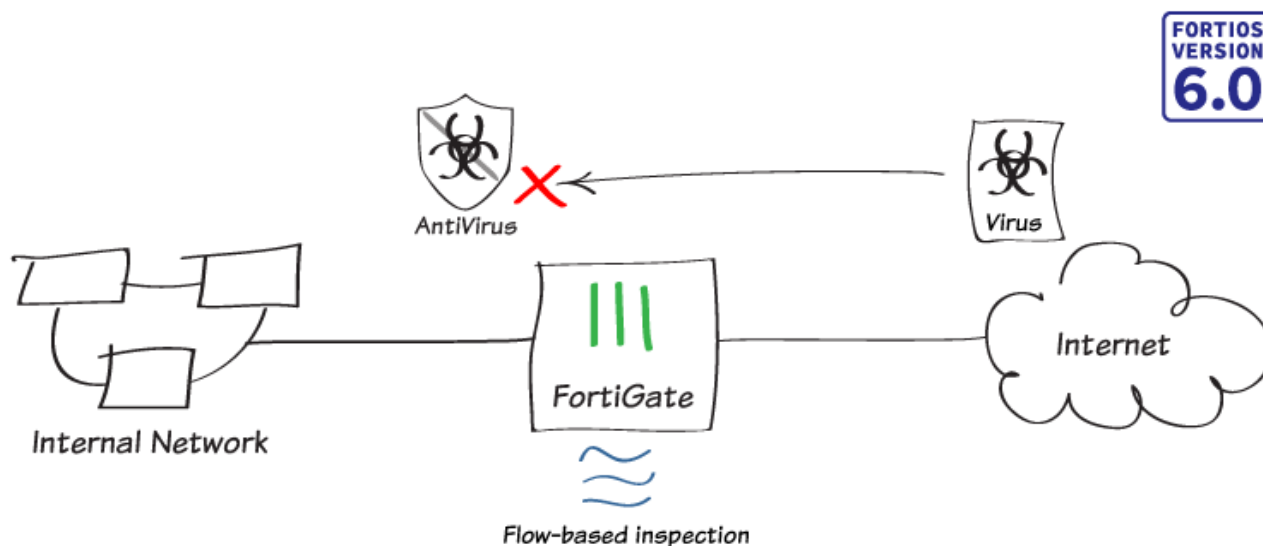 FORTIOS
VERSION
6.0
AntiVirus
Virus
Internet
FortiGate
Internal Network
Flow-based inspection